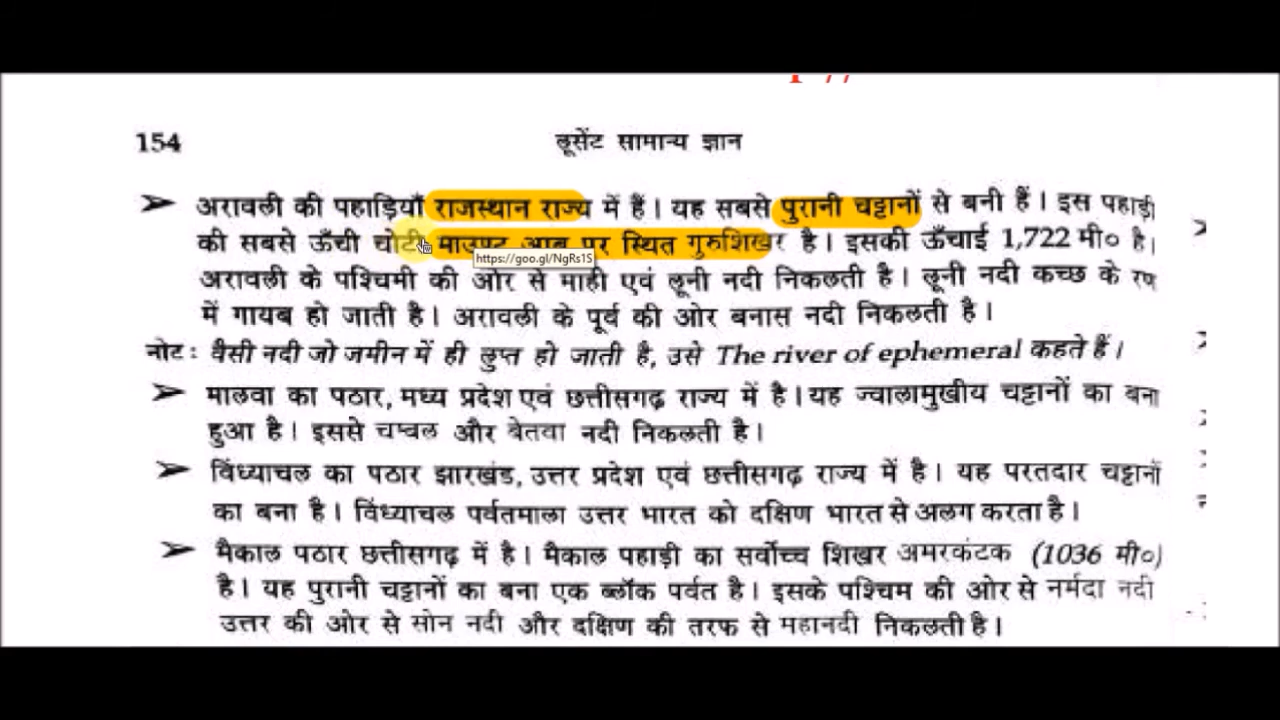 154
लूसेंट सामान्य ज्ञान
➤ अरावली की पहाड़ियाँ राजस्थान राज्य में हैं। यह सबसे पुरानी चट्टानों से बनी हैं। इस पहाड़ी
की सबसे ऊँची चोटी माउण्ट आबू पर स्थित गुरुशिखर है। इसकी ऊँचाई 1,722 मी० है।
https://goo.gl/NgRs1S
अरावली के पश्चिमी की ओर से माही एवं लूनी नदी निकलती है। लूनी नदी कच्छ के रण
में गायब हो जाती है। अरावली के पूर्व की ओर बनास नदी निकलती है।
नोट: वैसी नदी जो जमीन में ही लुप्त हो जाती है, उसे The river of ephemeral कहते हैं।
➤ मालवा का पठार, मध्य प्रदेश एवं छत्तीसगढ़ राज्य में है। यह ज्वालामुखीय चट्टानों का बना
हुआ है। इससे चम्बल और बेतवा नदी निकलती है।
➤ विंध्याचल का पठार झारखंड, उत्तर प्रदेश एवं छत्तीसगढ़ राज्य में है। यह परतदार चट्टानों
का बना है। विंध्याचल पर्वतमाला उत्तर भारत को दक्षिण भारत से अलग करता है।
➤ मैकाल पठार छत्तीसगढ़ में है। मैकाल पहाड़ी का सर्वोच्च शिखर अमरकंटक (1036 मी०)
है। यह पुरानी चट्टानों का बना एक ब्लॉक पर्वत है। इसके पश्चिम की ओर से नर्मदा नदी
उत्तर की ओर से सोन नदी और दक्षिण की तरफ से महानदी निकलती है।